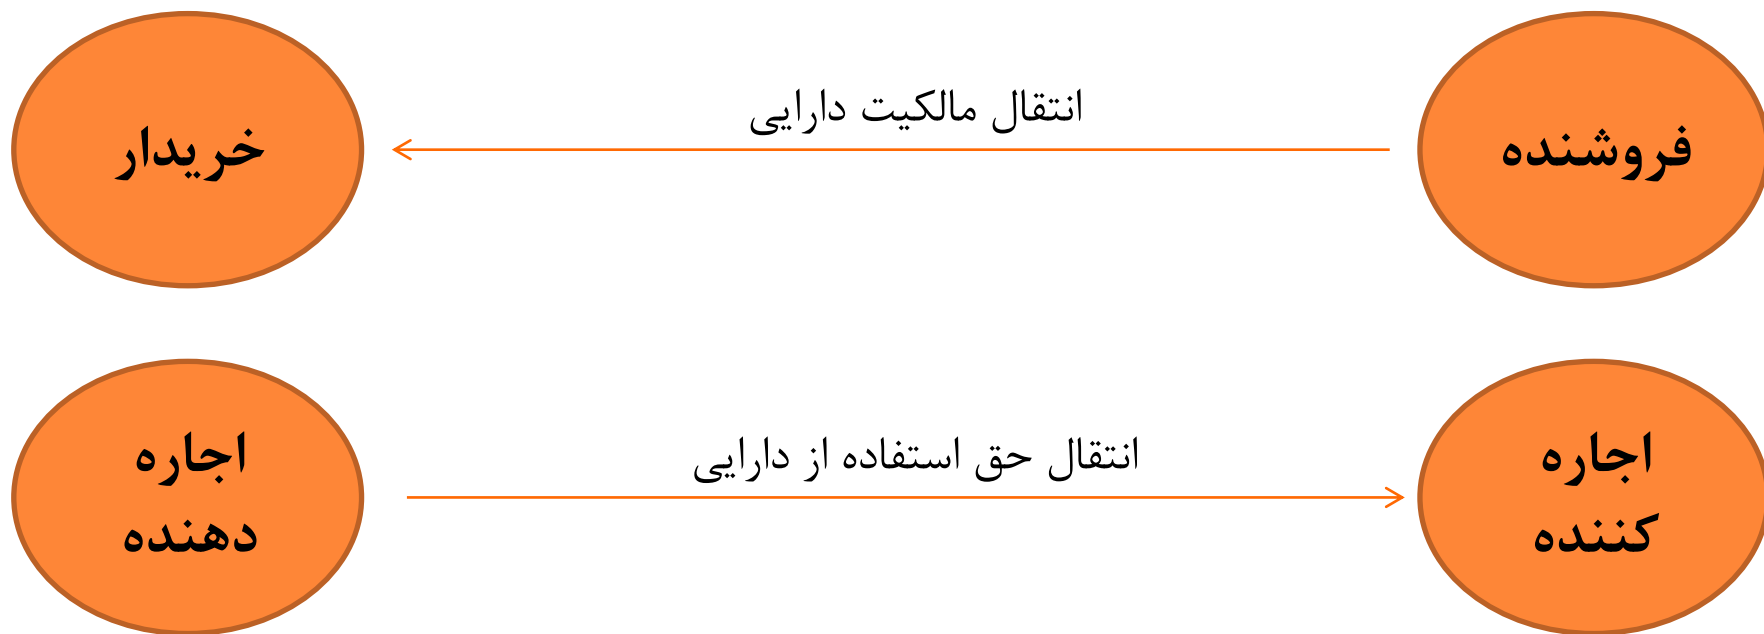 فروشنده
انتقال مالکیت دارایی
خریدار
اجاره
کننده
انتقال حق استفاده از دارایی
اجاره
دهنده